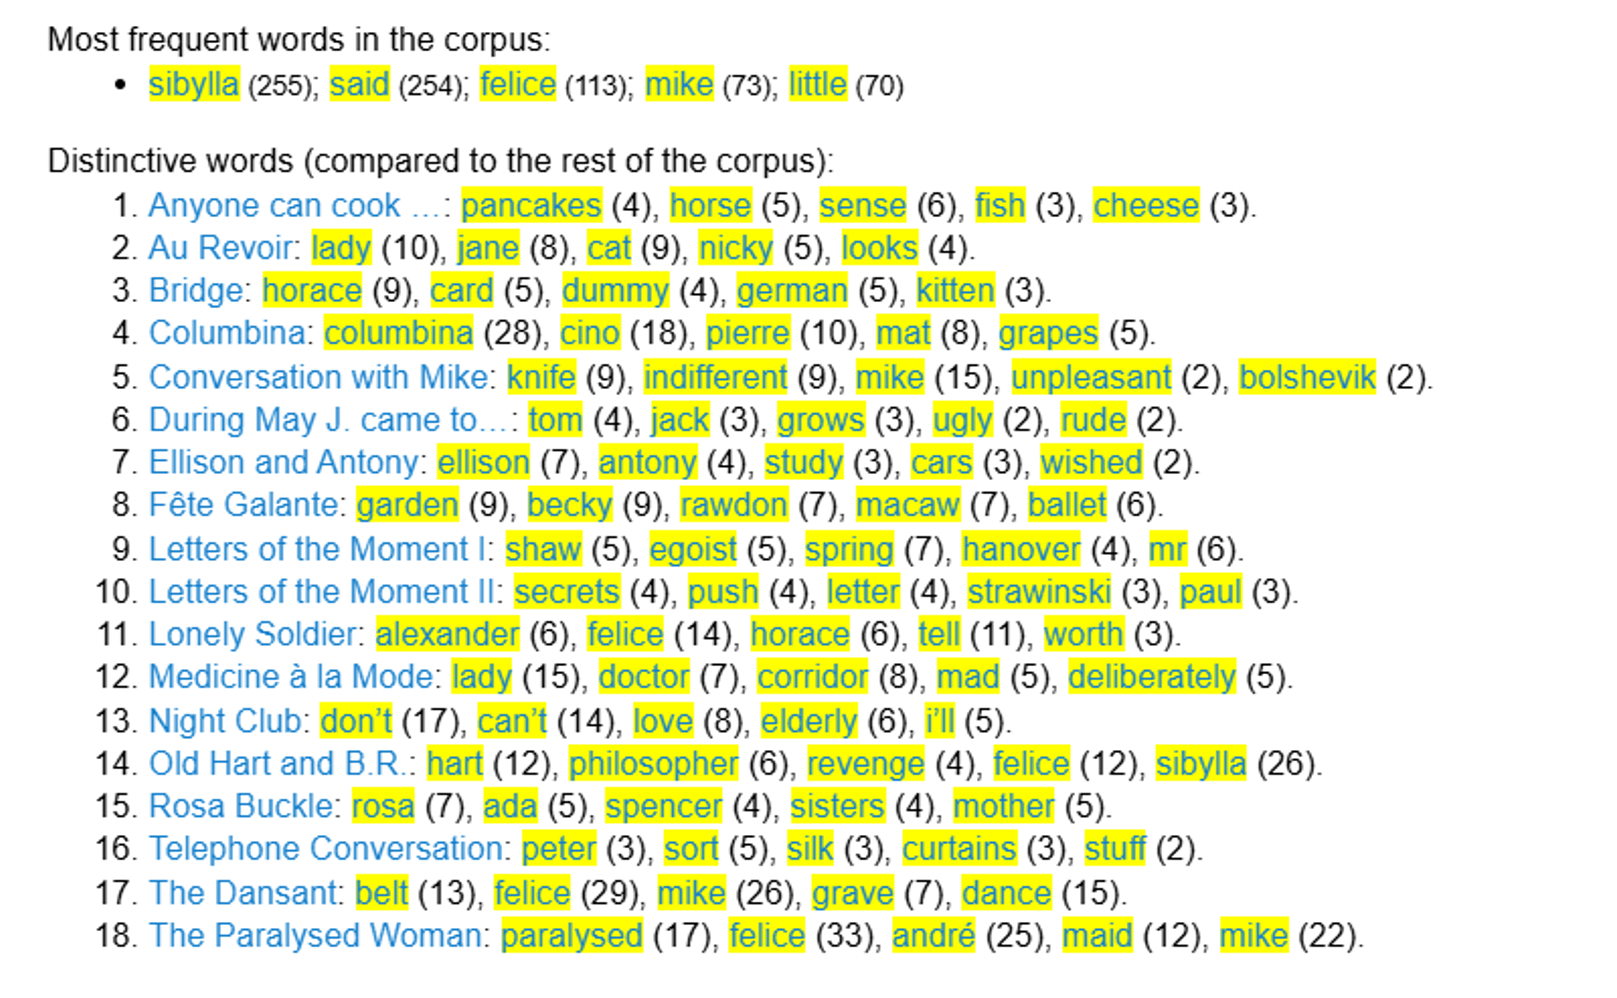 Most frequent words in the corpus:
• sibylla (255); said (254); felice (113); mike (73); little (70)
Distinctive words (compared to the rest of the corpus):
1. Anyone can cook …: pancakes (4), horse (5), sense (6), fish (3), cheese (3).
2. Au Revoir: lady (10), jane (8), cat (9), nicky (5), looks (4).
3. Bridge: horace (9), card (5), dummy (4), german (5), kitten (3).
4. Columbina: columbina (28), cino (18), pierre (10), mat (8), grapes (5).
5. Conversation with Mike: knife (9), indifferent (9), mike (15), unpleasant (2), bolshevik (2).
6. During May J. came to…: tom (4), jack (3), grows (3), ugly (2), rude (2).
7. Ellison and Antony: ellison (7), antony (4), study (3), cars (3), wished (2).
8. Fête Galante: garden (9), becky (9), rawdon (7), macaw (7), ballet (6).
9. Letters of the Moment I: shaw (5), egoist (5), spring (7), hanover (4), mr (6).
10. Letters of the Moment II: secrets (4), push (4), letter (4), strawinski (3), paul (3).
11. Lonely Soldier: alexander (6), felice (14), horace (6), tell (11), worth (3).
12. Medicine à la Mode: lady (15), doctor (7), corridor (8), mad (5), deliberately (5).
13. Night Club: don’t (17), can’t (14), love (8), elderly (6), i’ll (5).
14. Old Hart and B.R.: hart (12), philosopher (6), revenge (4), felice (12), sibylla (26).
15. Rosa Buckle: rosa (7), ada (5), spencer (4), sisters (4), mother (5).
16. Telephone Conversation: peter (3), sort (5), silk (3), curtains (3), stuff (2).
17. The Dansant: belt (13), felice (29), mike (26), grave (7), dance (15).
18. The Paralysed Woman: paralysed (17), felice (33), andré (25), maid (12), mike (22).